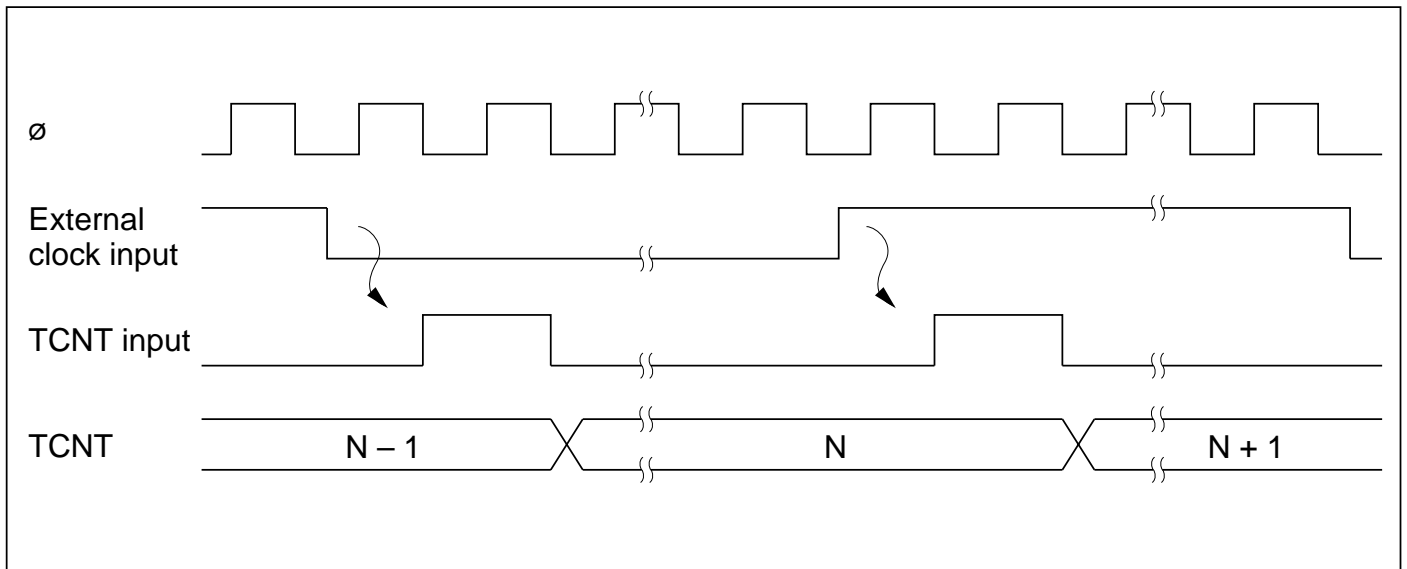 ø
External
clock input
TCNT input
TCNT
N – 1
N
N + 1